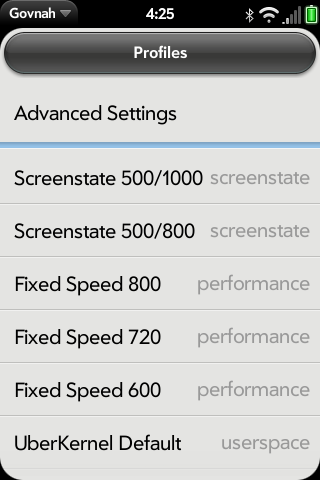 Govnah 4:25
Profiles
Advanced Settings
Screenstate 500/1000 screenstate
Screenstate 500/800 screenstate
Fixed Speed 800 performance
Fixed Speed 720 performance
Fixed Speed 600 performance
UberKernel Default userspace